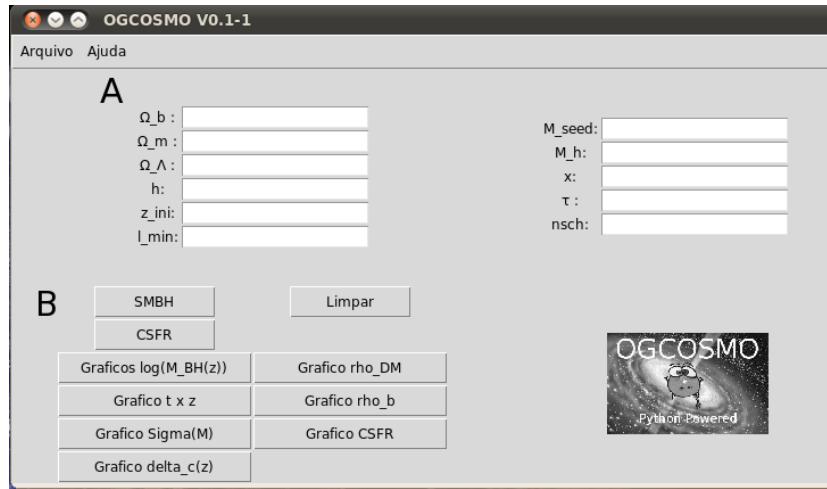 OGCOSMO V0.1-1
Arquivo Ajuda
A
Ω_b :
Ω_m :
Ω_Λ :
h:
z_ini:
l_min:
M_seed:
M_h:
x:
τ :
nsch:
B
SMBH
Limpar
CSFR
Graficos log(M_BH(z))
Grafico rho_DM
Grafico t x z
Grafico rho_b
Grafico Sigma(M)
Grafico CSFR
Grafico delta_c(z)
OGCOSMO
Python Powered